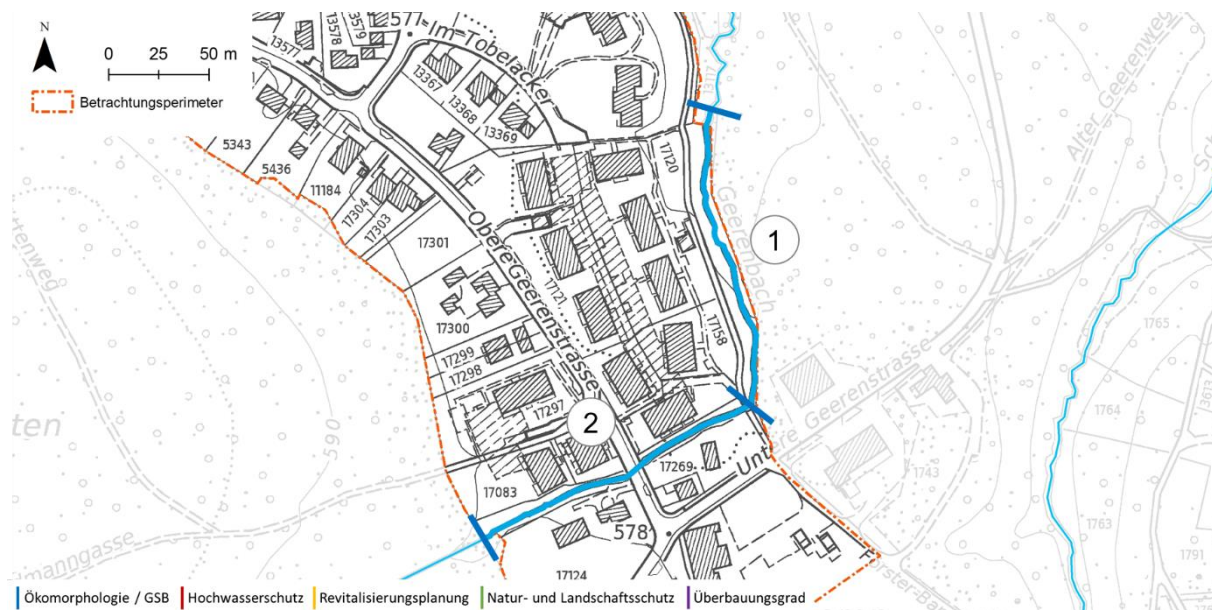 N
0 25 50 m
Betrachtungsperimeter
577
Im Tobelacker
13577
13578
13579
13367
13368
13369
5343
5436
11184
17304
17303
17301
17300
17299
17298
17297
17121
17120
17158
17083
17269
17124
578
590
Obere Geerenstrasse
Geerenbach
Alter Geerenweg
Untere Geerenstrasse
1
2
1765
1764
1763
1743
1791
3613
Ökomorphologie / GSB
Hochwasserschutz
Revitalisierungsplanung
Natur- und Landschaftsschutz
Überbauungsgrad